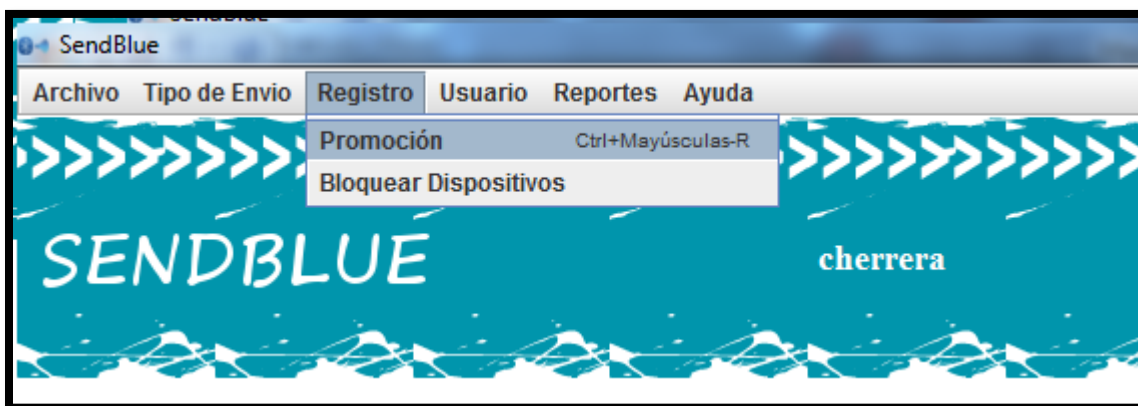 SendBlue
Archivo Tipo de Envio Registro Usuario Reportes Ayuda
Promoción Ctrl+Mayúsculas-R
Bloquear Dispositivos
SENDBLUE cherrera